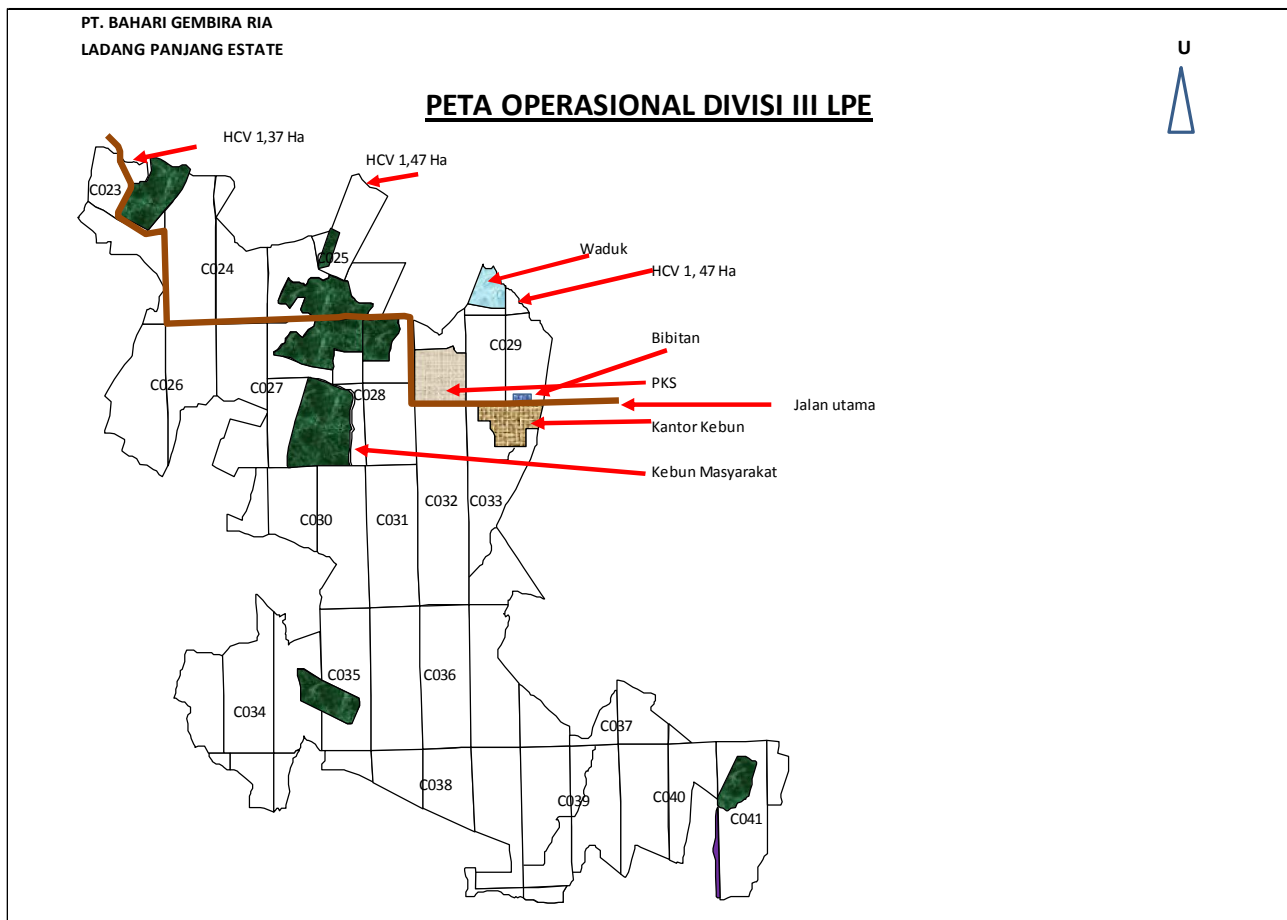 PT. BAHARI GEMBIRA RIA
LADANG PANJANG ESTATE
U
PETA OPERASIONAL DIVISI III LPE
HCV 1,37 Ha
HCV 1,47 Ha
C023
Waduk
C025
C024
HCV 1, 47 Ha
Bibitan
C029
PKS
C026
C027
C028
Jalan utama
Kantor Kebun
Kebun Masyarakat
C032
C033
C030
C031
C035
C036
C034
C037
C038
C039
C040
C041